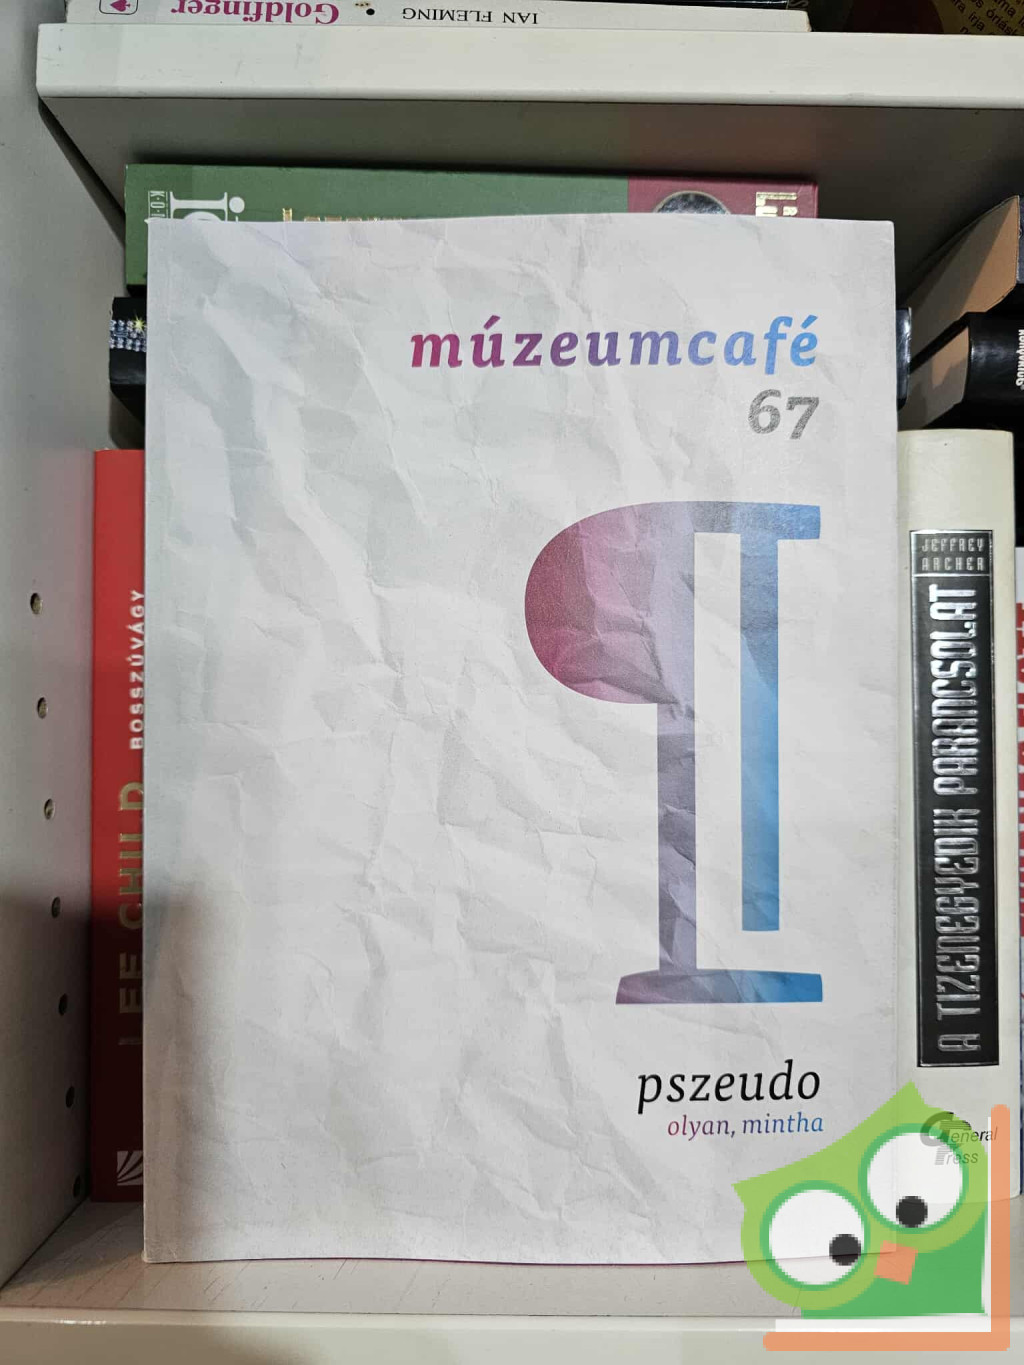 Goldfinger
IAN FLEMING
múzeumcafé
67
¶
pszeudo
olyan, mintha
LEE CHILD
BOSSZÚVÁGY
JEFFREY
ARCHER
A TIZENEGYEDIK PARANCSOLAT
General
Press